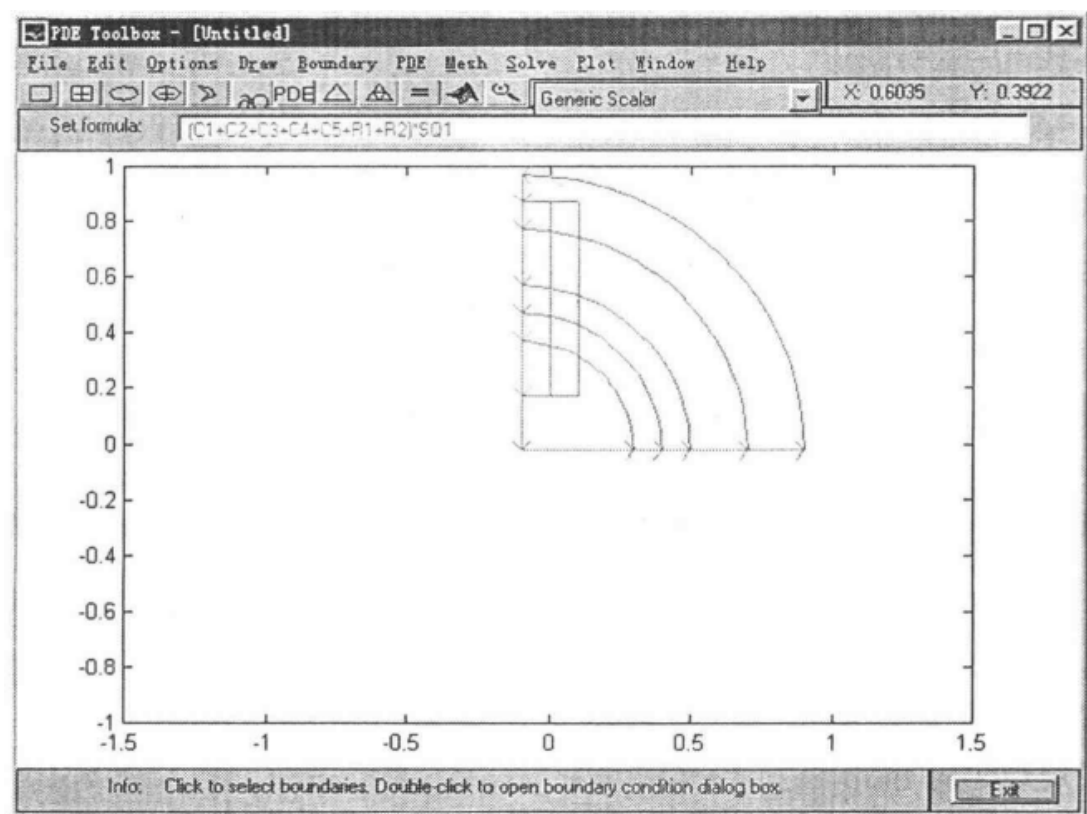 PDE Toolbox - [Untitled]
File Edit Options Draw Boundary PDE Mesh Solve Plot Window Help
PDE = Generic Scalar X: 0.6035 Y: 0.3922
Set formula: (C1+C2+C3+C4+C5+R1+R2)*SQ1
1
0.8
0.6
0.4
0.2
0
-0.2
-0.4
-0.6
-0.8
-1
-1.5 -1 -0.5 0 0.5 1 1.5
Info: Click to select boundaries. Double-click to open boundary condition dialog box. Exit